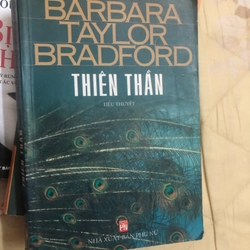 BARBARA
TAYLOR
BRADFORD
THIÊN THẦN
TIỂU THUYẾT
NHÀ XUẤT BẢN PHỤ NỮ